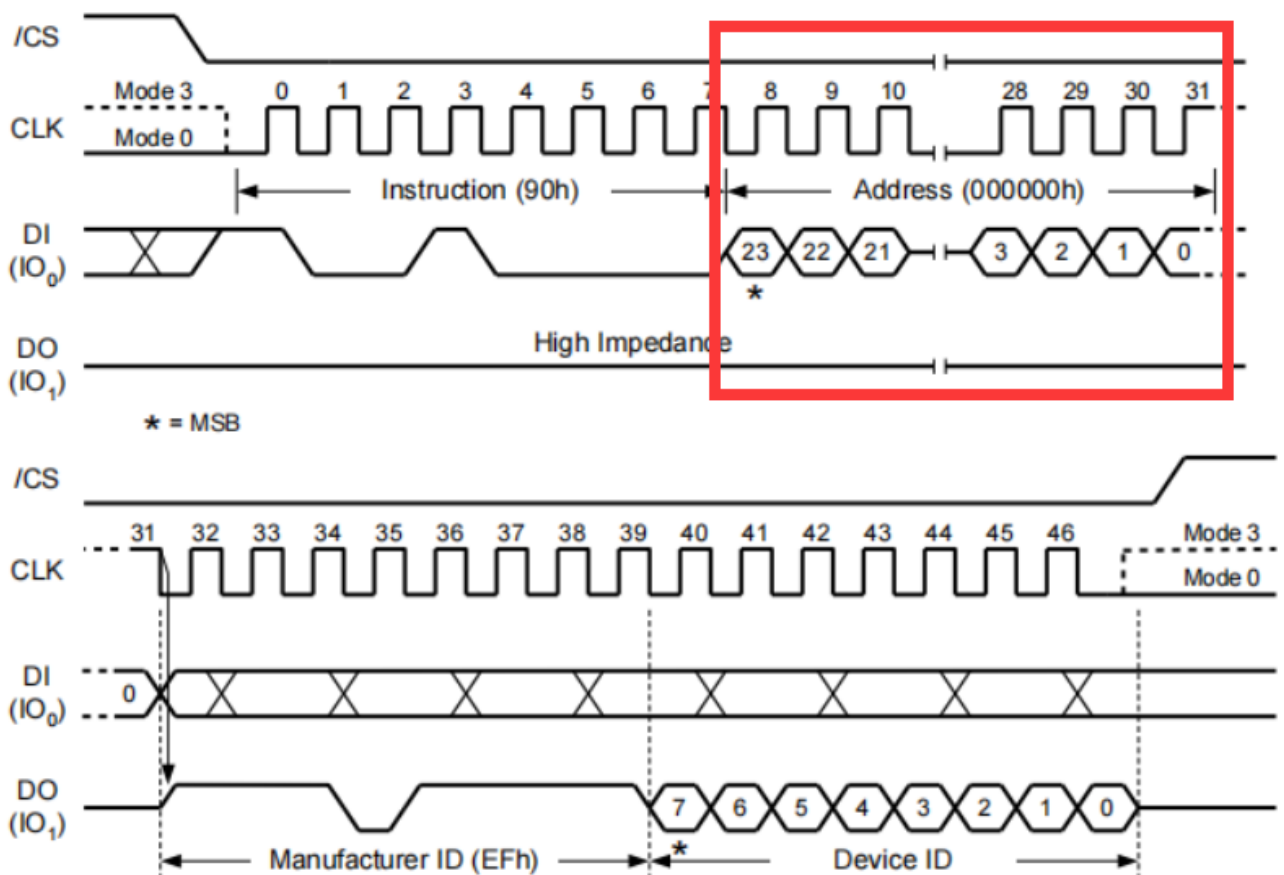 /CS
Mode 3 0 1 2 3 4 5 6 7 8 9 10 28 29 30 31
CLK
Mode 0
Instruction (90h) Address (000000h)
DI
(IO0) 23 22 21 3 2 1 0
*
High Impedance
DO
(IO1)
* = MSB
/CS
31 32 33 34 35 36 37 38 39 40 41 42 43 44 45 46 Mode 3
CLK
Mode 0
DI
(IO0) 0
DO
(IO1) 7 6 5 4 3 2 1 0
*
Manufacturer ID (EFh) Device ID